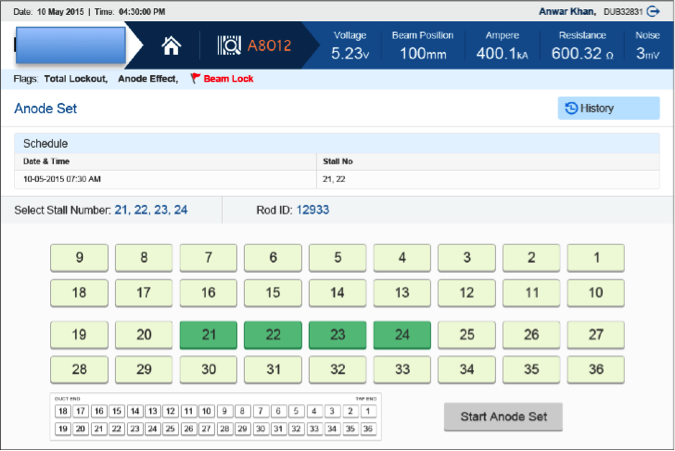 Date: 10 May 2015 | Time: 04:30:00 PM Anwar Khan, DUB32831
A8012 Voltage Beam Position Ampere Resistance Noise
5.23v 100mm 400.1kA 600.32 Ω 3mV
Flags: Total Lockout, Anode Effect, Beam Lock
Anode Set History
Schedule
Date & Time Stall No
10-05-2015 07:30 AM 21, 22
Select Stall Number: 21, 22, 23, 24 Rod ID: 12933
9 8 7 6 5 4 3 2 1
18 17 16 15 14 13 12 11 10
19 20 21 22 23 24 25 26 27
28 29 30 31 32 33 34 35 36
DUCT END TAP END
18 17 16 15 14 13 12 11 10 9 8 7 6 5 4 3 2 1
19 20 21 22 23 24 25 26 27 28 29 30 31 32 33 34 35 36
Start Anode Set